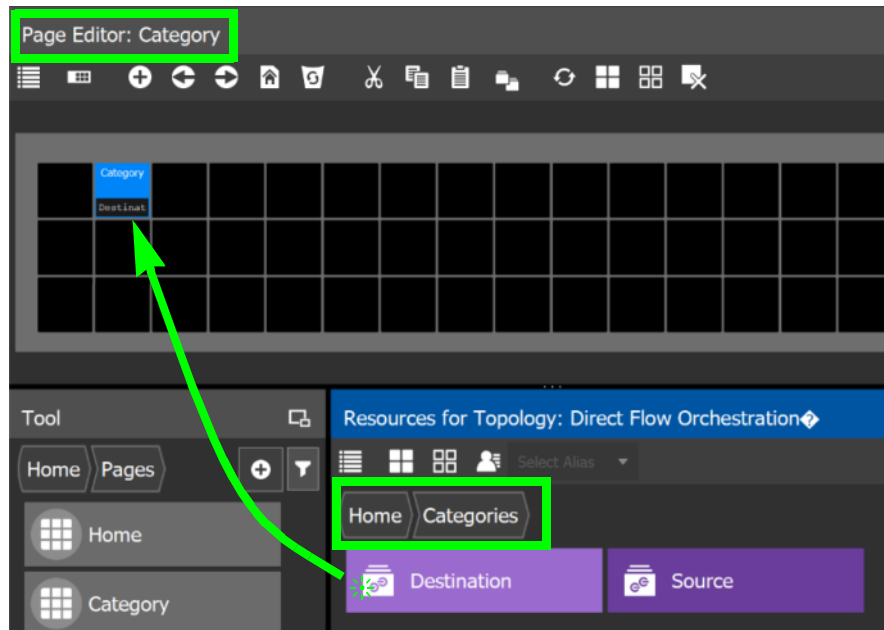 Page Editor: Category
Category
Destinat
Tool
Resources for Topology: Direct Flow Orchestration�
Home Pages
Select Alias
Home Categories
Home
Destination
Source
Category